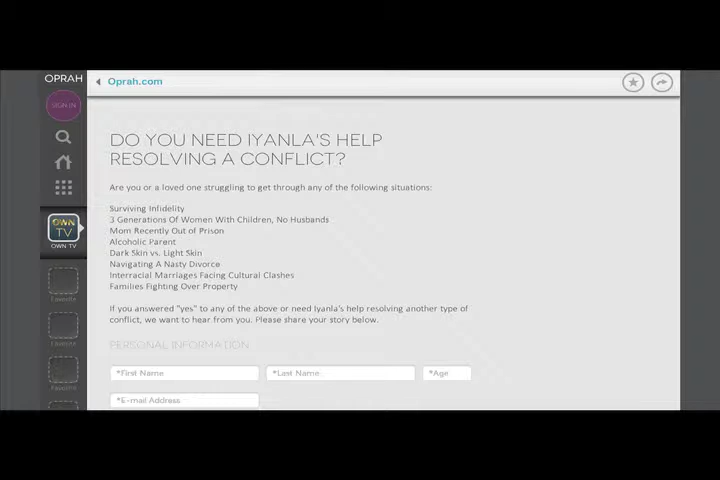 OPRAH
Oprah.com
SIGN IN
DO YOU NEED IYANLA'S HELP
RESOLVING A CONFLICT?
Are you or a loved one struggling to get through any of the following situations:
Surviving Infidelity
3 Generations Of Women With Children, No Husbands
Mom Recently Out of Prison
Alcoholic Parent
Dark Skin vs. Light Skin
Navigating A Nasty Divorce
Interracial Marriages Facing Cultural Clashes
Families Fighting Over Property
OWN
TV
OWN TV
Favorite
Favorite
Favorite
If you answered "yes" to any of the above or need Iyanla's help resolving another type of
conflict, we want to hear from you. Please share your story below.
PERSONAL INFORMATION
*First Name
*Last Name
*Age
*E-mail Address